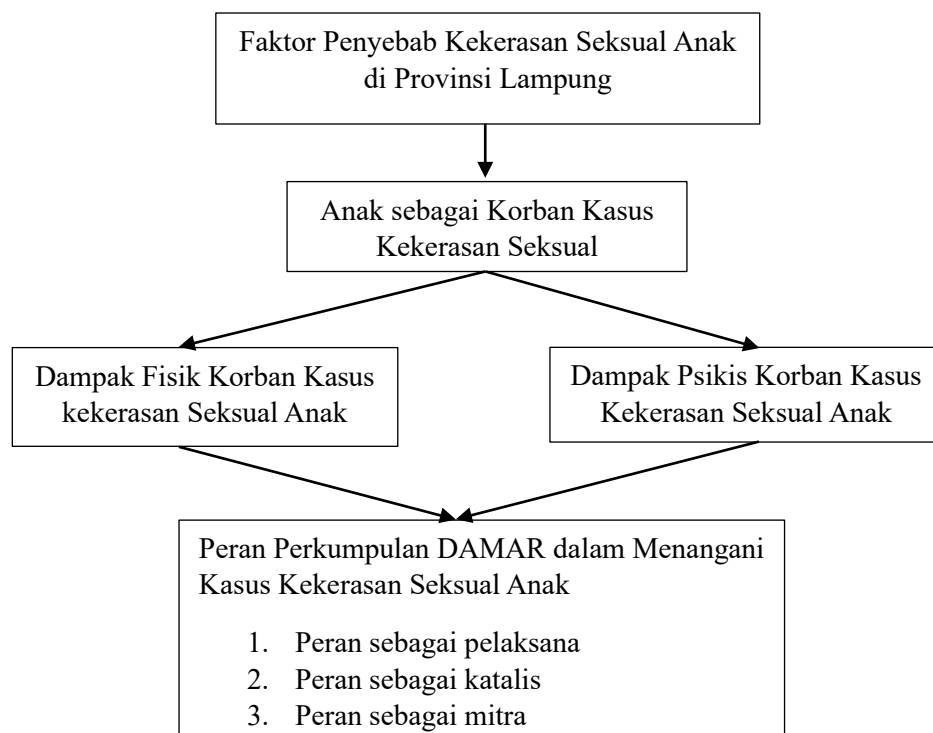 Faktor Penyebab Kekerasan Seksual Anak
di Provinsi Lampung
Anak sebagai Korban Kasus
Kekerasan Seksual
Dampak Fisik Korban Kasus
kekerasan Seksual Anak
Dampak Psikis Korban Kasus
Kekerasan Seksual Anak
Peran Perkumpulan DAMAR dalam Menangani
Kasus Kekerasan Seksual Anak
1. Peran sebagai pelaksana
2. Peran sebagai katalis
3. Peran sebagai mitra